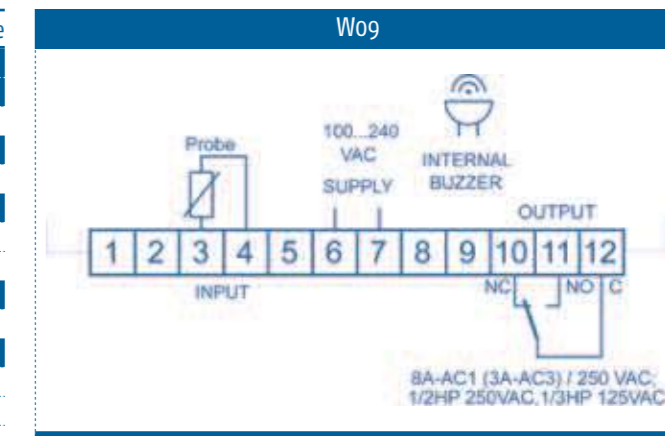 e
W09
100...240
VAC
SUPPLY
Probe
INTERNAL
BUZZER
OUTPUT
1 2 3 4 5 6 7 8 9 10 11 12
INPUT
NC NO C
8A-AC1 (3A-AC3) / 250 VAC;
1/2HP 250VAC,1/3HP 125VAC